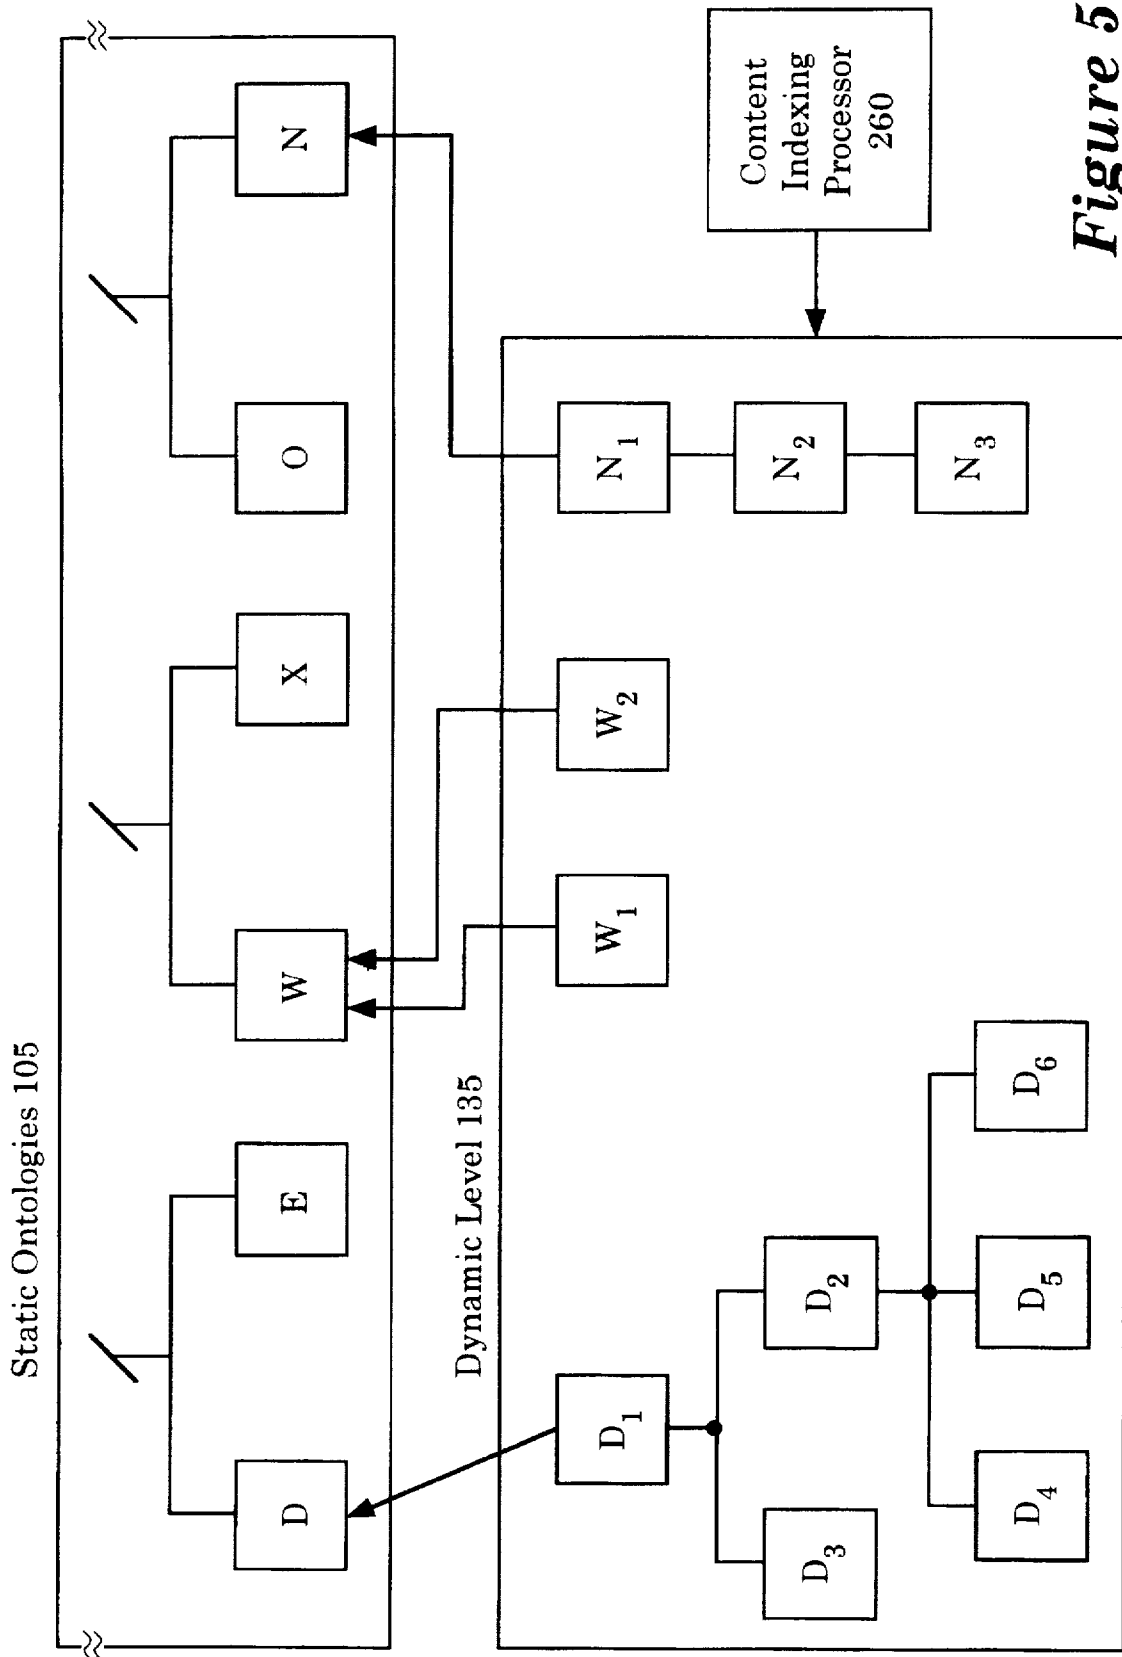 Static Ontologies 105
D
E
W
X
O
N
Dynamic Level 135
D1
D3
D2
D4
D5
D6
W1
W2
N1
N2
N3
Content
Indexing
Processor
260
Figure 5